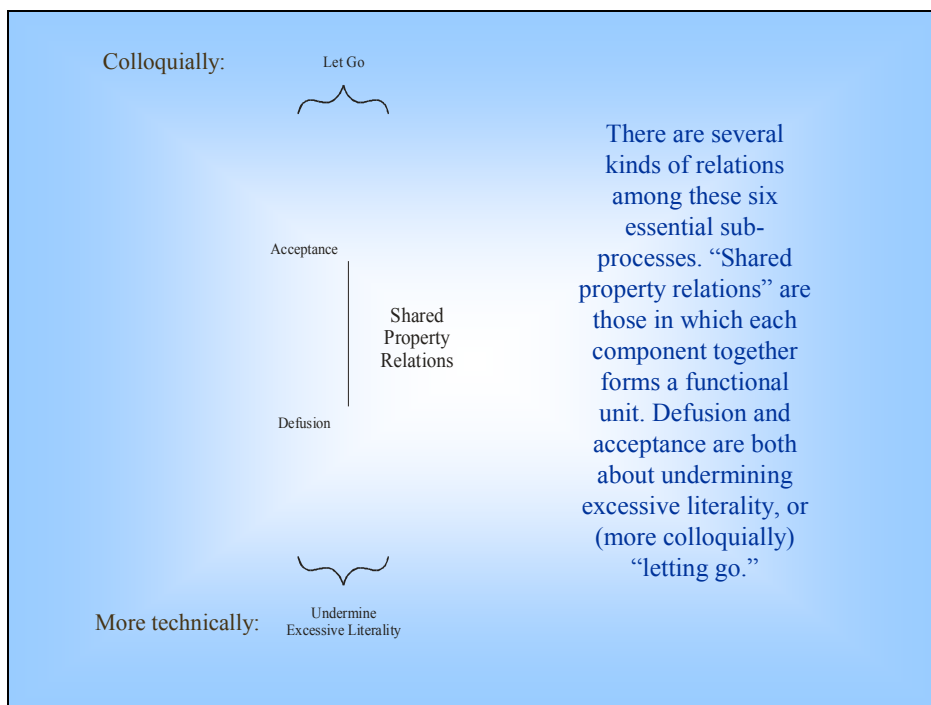 Colloquially:
Let Go
Acceptance
Shared
Property
Relations
Defusion
More technically:
Undermine
Excessive Literality
There are several
kinds of relations
among these six
essential sub-
processes. “Shared
property relations” are
those in which each
component together
forms a functional
unit. Defusion and
acceptance are both
about undermining
excessive literality, or
(more colloquially)
“letting go.”